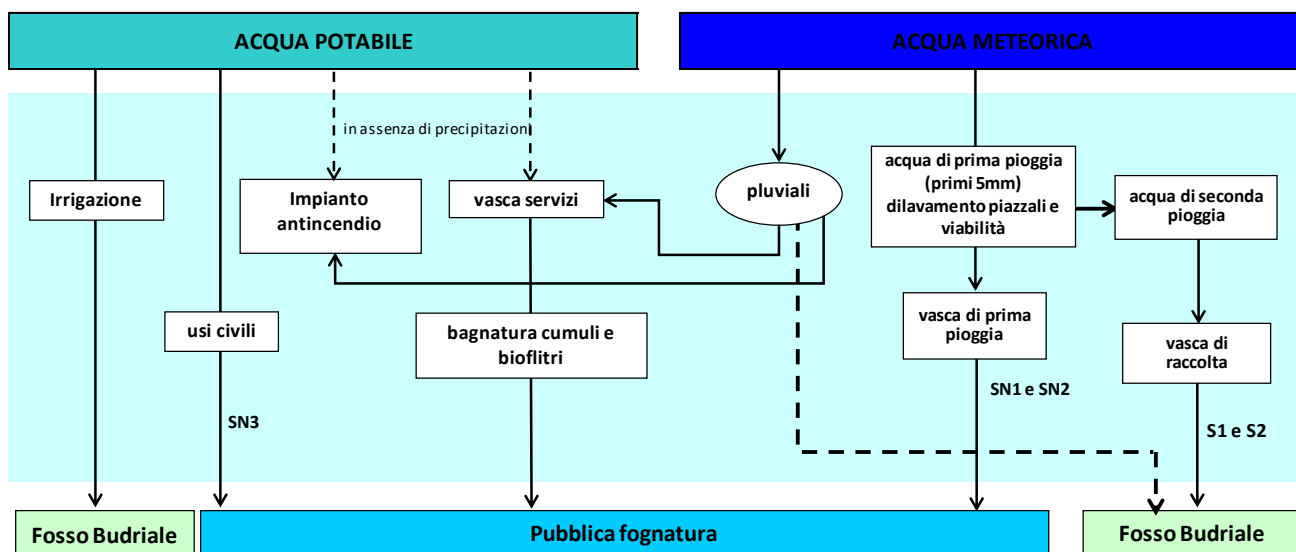 ACQUA POTABILE
ACQUA METEORICA
in assenza di precipitazioni
Irrigazione
Impianto
antincendio
vasca servizi
pluviali
acqua di prima pioggia
(primi 5mm)
dilavamento piazzali e
viabilità
acqua di seconda
pioggia
usi civili
bagnatura cumuli e
bioflitri
vasca di prima
pioggia
vasca di
raccolta
SN3
SN1 e SN2
S1 e S2
Fosso Budriale
Pubblica fognatura
Fosso Budriale